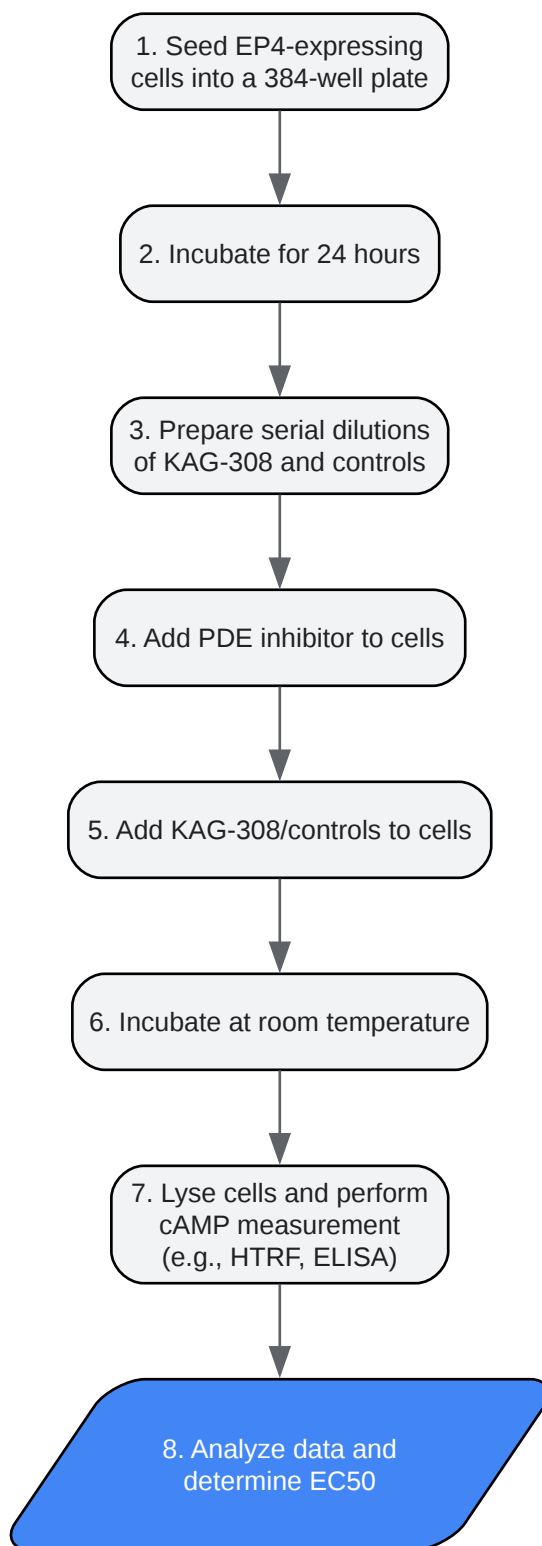 1. Seed EP4-expressing
cells into a 384-well plate
2. Incubate for 24 hours
3. Prepare serial dilutions
of KAG-308 and controls
4. Add PDE inhibitor to cells
5. Add KAG-308/controls to cells
6. Incubate at room temperature
7. Lyse cells and perform
cAMP measurement
(e.g., HTRF, ELISA)
8. Analyze data and
determine EC50